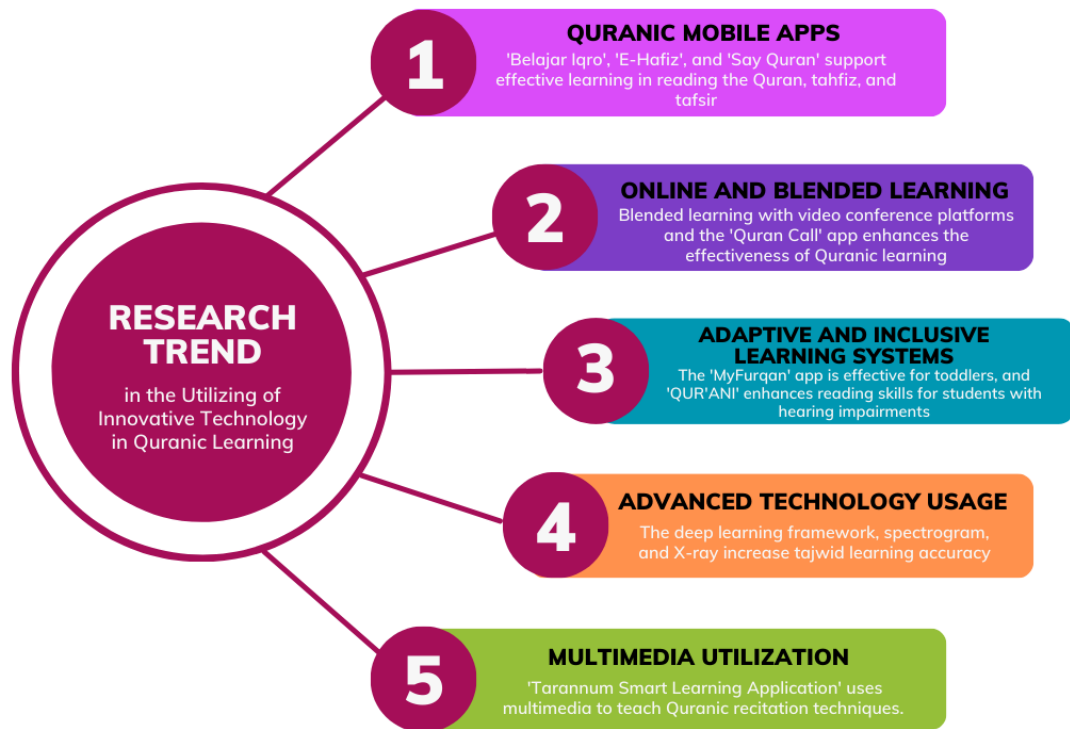 RESEARCH
TREND
in the Utilizing of
Innovative Technology
in Quranic Learning
1
QURANIC MOBILE APPS
'Belajar Iqro', 'E-Hafiz', and 'Say Quran' support
effective learning in reading the Quran, tahfiz, and
tafsir
2
ONLINE AND BLENDED LEARNING
Blended learning with video conference platforms
and the 'Quran Call' app enhances the
effectiveness of Quranic learning
3
ADAPTIVE AND INCLUSIVE
LEARNING SYSTEMS
The 'MyFurqan' app is effective for toddlers, and
'QUR'ANI' enhances reading skills for students with
hearing impairments
4
ADVANCED TECHNOLOGY USAGE
The deep learning framework, spectrogram,
and X-ray increase tajwid learning accuracy
5
MULTIMEDIA UTILIZATION
'Tarannum Smart Learning Application' uses
multimedia to teach Quranic recitation techniques.